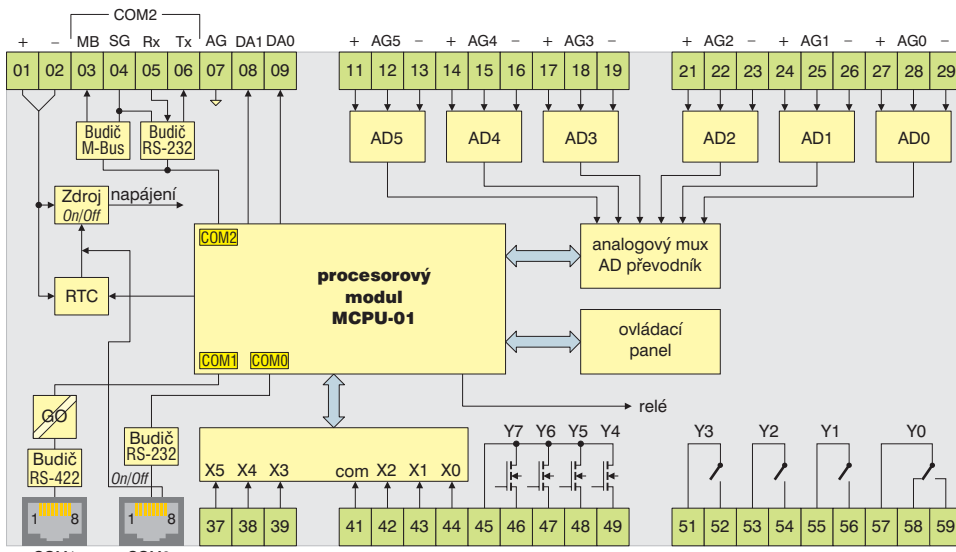 COM2
+ − MB SG Rx Tx AG DA1 DA0 + AG5 − + AG4 − + AG3 − + AG2 − + AG1 − + AG0 −
01 02 03 04 05 06 07 08 09 11 12 13 14 15 16 17 18 19 21 22 23 24 25 26 27 28 29
Budič
M-Bus
Budič
RS-232
AD5 AD4 AD3 AD2 AD1 AD0
Zdroj
On/Off
napájení
RTC
COM2
procesorový
modul
MCPU-01
COM1 COM0
analogový mux
AD převodník
ovládací
panel
relé
GO
Budič
RS-422
Budič
RS-232
On/Off
X5 X4 X3 com X2 X1 X0
Y7 Y6 Y5 Y4 Y3 Y2 Y1 Y0
1 8 1 8
37 38 39 41 42 43 44 45 46 47 48 49 51 52 53 54 55 56 57 58 59